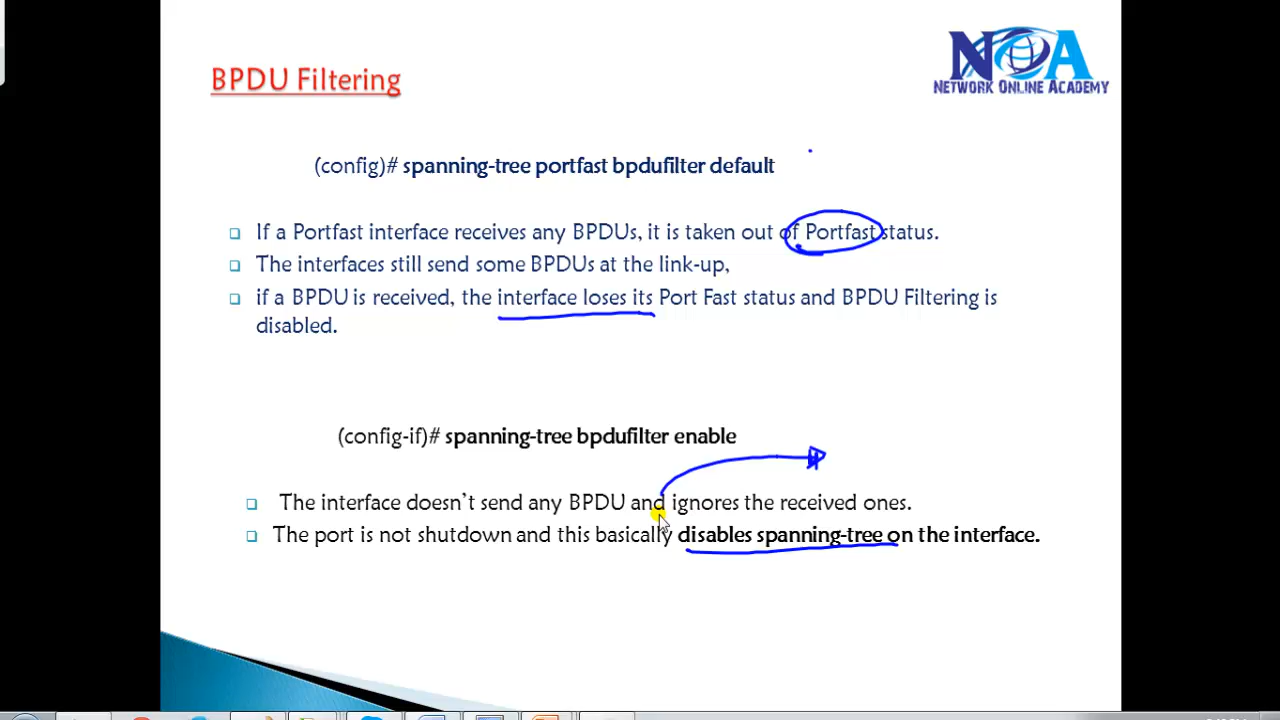 NOA
NETWORK ONLINE ACADEMY
BPDU Filtering
(config)# spanning-tree portfast bpdufilter default
If a Portfast interface receives any BPDUs, it is taken out of Portfast status.
The interfaces still send some BPDUs at the link-up,
if a BPDU is received, the interface loses its Port Fast status and BPDU Filtering is
disabled.
(config-if)# spanning-tree bpdufilter enable
The interface doesn't send any BPDU and ignores the received ones.
The port is not shutdown and this basically disables spanning-tree on the interface.